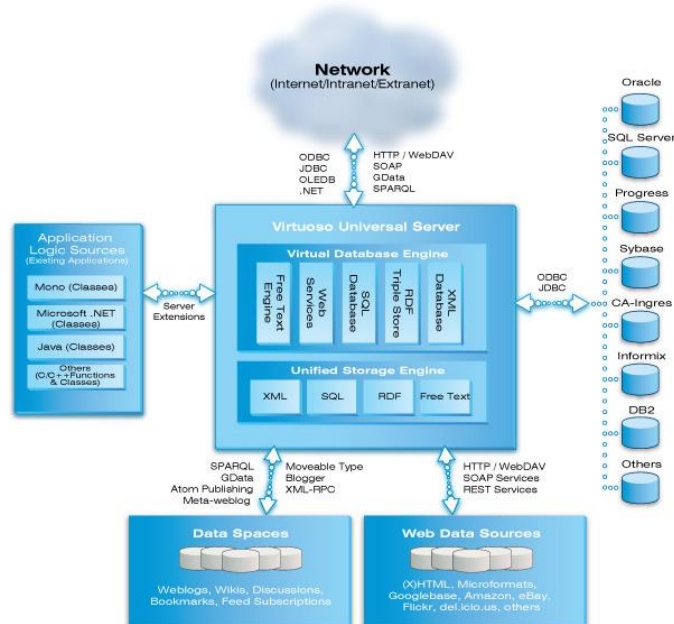 Network
(Internet/Intranet/Extranet)
ODBC
JDBC
OLEDB
.NET
HTTP / WebDAV
SOAP
GData
SPARQL
Oracle
SQL Server
Progress
Sybase
CA-Ingres
Informix
DB2
Others
Application
Logic Sources
(Existing Applications)
Mono (Classes)
Microsoft .NET
(Classes)
Java (Classes)
Others
(C/C++Functions
& Classes)
Server
Extensions
Virtuoso Universal Server
Virtual Database Engine
Free Text
Engine
Web
Services
SQL
Database
RDF
Triple Store
XML
Database
Unified Storage Engine
XML
SQL
RDF
Free Text
ODBC
JDBC
SPARQL
GData
Atom Publishing
Meta-weblog
Moveable Type
Blogger
XML-RPC
HTTP / WebDAV
SOAP Services
REST Services
Data Spaces
Weblogs, Wikis, Discussions,
Bookmarks, Feed Subscriptions
Web Data Sources
(X)HTML, Microformats,
Googlebase, Amazon, eBay,
Flickr, del.icio.us, others